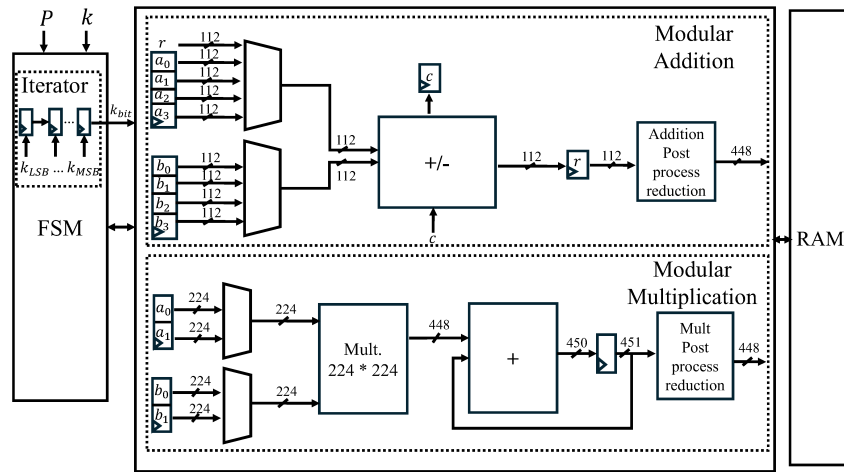 P k
Iterator
k_bit
k_LSB ... k_MSB
FSM
Modular
Addition
r 112
a_0 112
a_1 112
a_2 112
a_3 112
b_0 112
b_1 112
b_2 112
b_3 112
112
112
+/-
c
c
112
r
112
Addition
Post
process
reduction
448
RAM
Modular
Multiplication
a_0 224
a_1 224
b_0 224
b_1 224
224
224
Mult.
224 * 224
448
+
450
451
Mult
Post
process
reduction
448